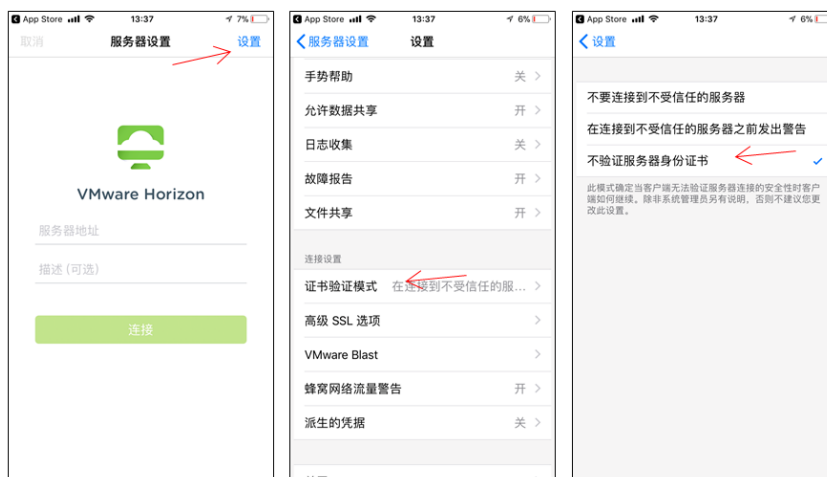 App Store 13:37 7%
取消 服务器设置 设置
VMware Horizon
服务器地址
描述 (可选)
连接
App Store 13:37 6%
服务器设置 设置
手势帮助 关
允许数据共享 开
日志收集 关
故障报告 开
文件共享 开
连接设置
证书验证模式 在连接到不受信任的服...
高级 SSL 选项
VMware Blast
蜂窝网络流量警告 开
派生的凭据 关
App Store 13:37 6%
设置
不要连接到不受信任的服务器
在连接到不受信任的服务器之前发出警告
不验证服务器身份证书
此模式确定当客户端无法验证服务器连接的安全性时客户
端如何继续。除非系统管理员另有说明，否则不建议您更
改此设置。